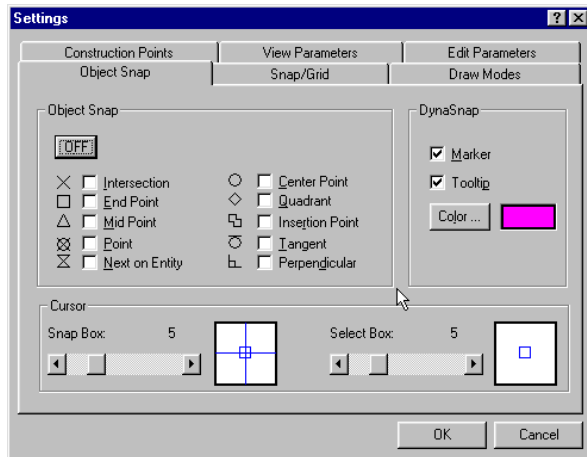 Settings
Construction Points View Parameters Edit Parameters
Object Snap Snap/Grid Draw Modes
Object Snap DynaSnap
OFF
Marker
Tooltip
Intersection Center Point
End Point Quadrant
Mid Point Insertion Point
Color ...
Point Tangent
Next on Entity Perpendicular
Cursor
Snap Box: 5 Select Box: 5
OK Cancel